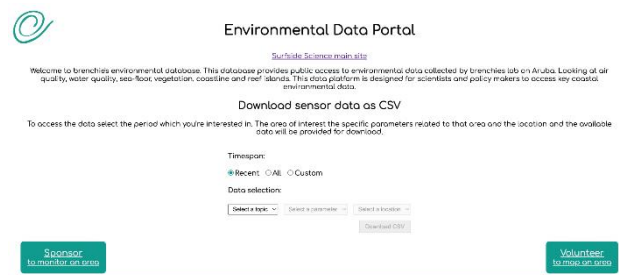 Environmental Data Portal
Surfside Science main site
Welcome to brenchies environmental database. This database provides public access to environmental data collected by brenchies lab on Aruba. Looking at air
quality, water quality, sea-floor, vegetation, coastline and reef islands. This data platform is designed for scientists and policy makers to access key coastal
environmental data.
Download sensor data as CSV
To access the data select the period which you're interested in. The area of interest the specific parameters related to that area and the location and the available
data will be provided for download.
Timespan:
Recent All Custom
Data selection:
Select a topic Select a parameter Select a location
Download CSV
Sponsor
to monitor an area
Volunteer
to map an area